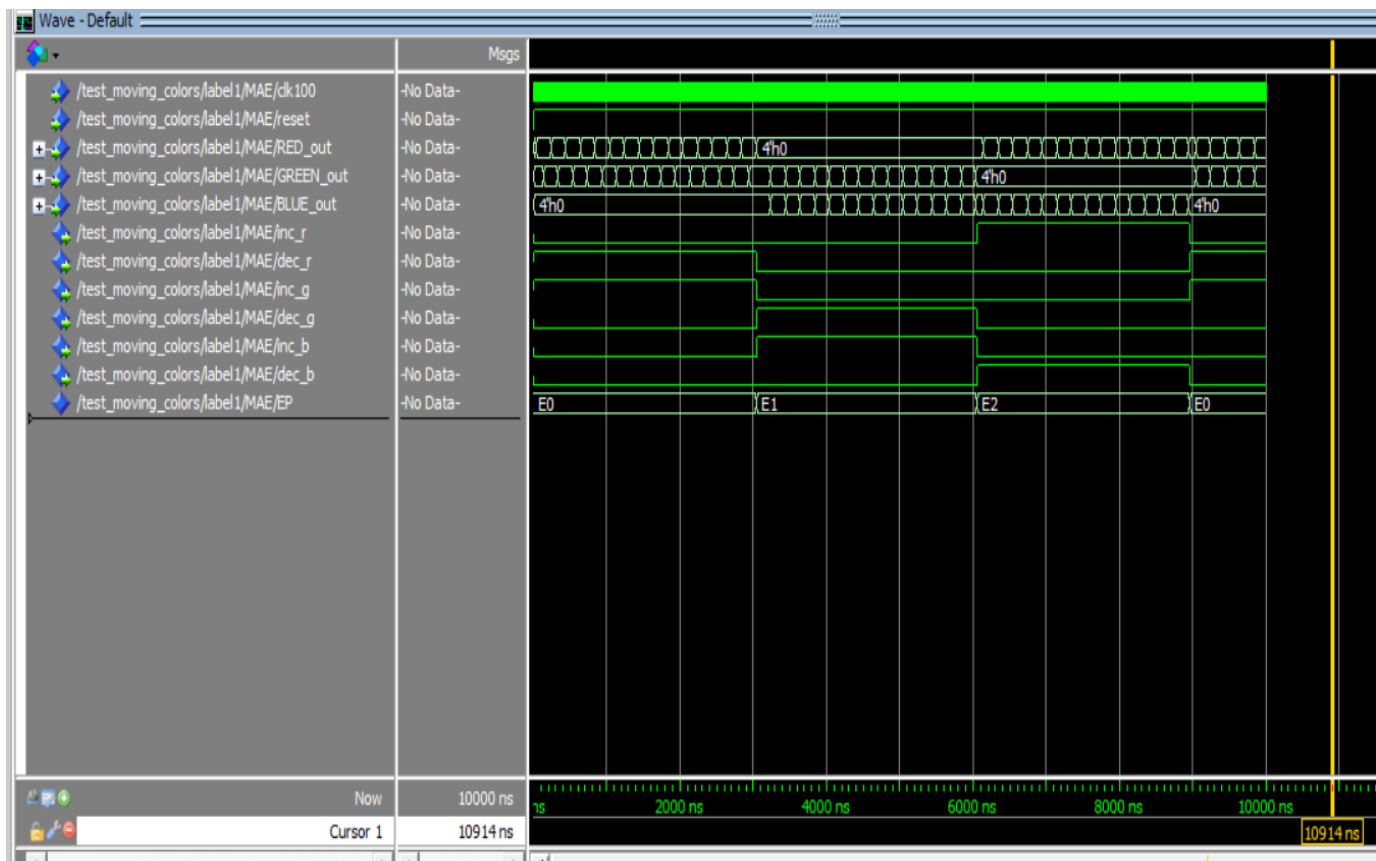 Wave - Default
Msgs
/test_moving_colors/label1/MAE/clk100 -No Data-
/test_moving_colors/label1/MAE/reset -No Data-
/test_moving_colors/label1/MAE/RED_out -No Data- 4'h0
/test_moving_colors/label1/MAE/GREEN_out -No Data- 4'h0
/test_moving_colors/label1/MAE/BLUE_out -No Data- 4'h0 4'h0
/test_moving_colors/label1/MAE/inc_r -No Data-
/test_moving_colors/label1/MAE/dec_r -No Data-
/test_moving_colors/label1/MAE/inc_g -No Data-
/test_moving_colors/label1/MAE/dec_g -No Data-
/test_moving_colors/label1/MAE/inc_b -No Data-
/test_moving_colors/label1/MAE/dec_b -No Data-
/test_moving_colors/label1/MAE/EP -No Data- E0 E1 E2 E0
Now 10000 ns ns 2000 ns 4000 ns 6000 ns 8000 ns 10000 ns
Cursor 1 10914 ns 10914 ns